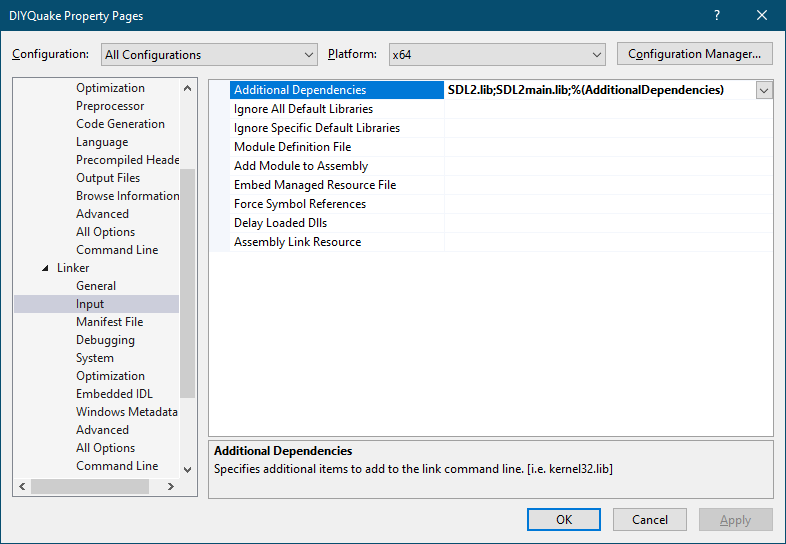 DIYQuake Property Pages
?
Configuration: All Configurations Platform: x64 Configuration Manager...
Optimization
Preprocessor
Code Generation
Language
Precompiled Heade
Output Files
Browse Information
Advanced
All Options
Command Line
Linker
General
Input
Manifest File
Debugging
System
Optimization
Embedded IDL
Windows Metadata
Advanced
All Options
Command Line
Additional Dependencies SDL2.lib;SDL2main.lib;%(AdditionalDependencies)
Ignore All Default Libraries
Ignore Specific Default Libraries
Module Definition File
Add Module to Assembly
Embed Managed Resource File
Force Symbol References
Delay Loaded Dlls
Assembly Link Resource
Additional Dependencies
Specifies additional items to add to the link command line. [i.e. kernel32.lib]
OK Cancel Apply